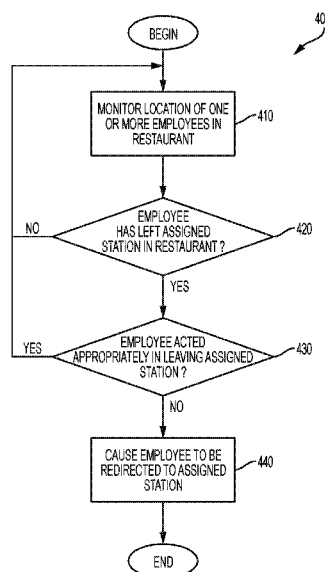 BEGIN
40
MONITOR LOCATION OF ONE
OR MORE EMPLOYEES IN
RESTAURANT
410
EMPLOYEE
HAS LEFT ASSIGNED
STATION IN RESTAURANT ?
420
NO
YES
EMPLOYEE ACTED
APPROPRIATELY IN LEAVING ASSIGNED
STATION ?
430
YES
NO
CAUSE EMPLOYEE TO BE
REDIRECTED TO ASSIGNED
STATION
440
END